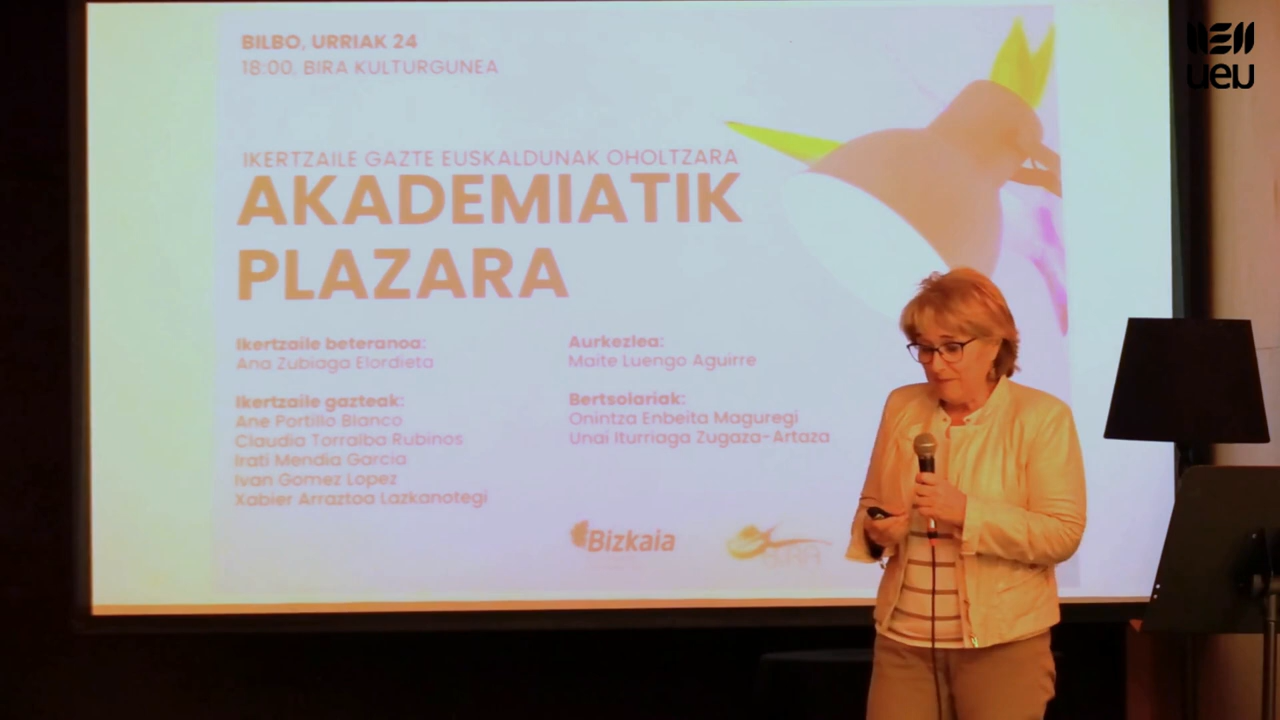 BILBO, URRIAK 24
18:00, BIRA KULTURGUNEA
IKERTZAILE GAZTE EUSKALDUNAK OHOLTZARA
AKADEMIATIK
PLAZARA
Ikertzaile beteranoa:
Ana Zubiaga Elordieta
Ikertzaile gazteak:
Ane Portillo Blanco
Claudia Torralba Rubinos
Irati Mendia Garcia
Ivan Gomez Lopez
Xabier Arraztoa Lazkanotegi
Aurkezlea:
Maite Luengo Aguirre
Bertsolariak:
Onintza Enbeita Maguregi
Unai Iturriaga Zugaza-Artaza
Bizkaia
ueu